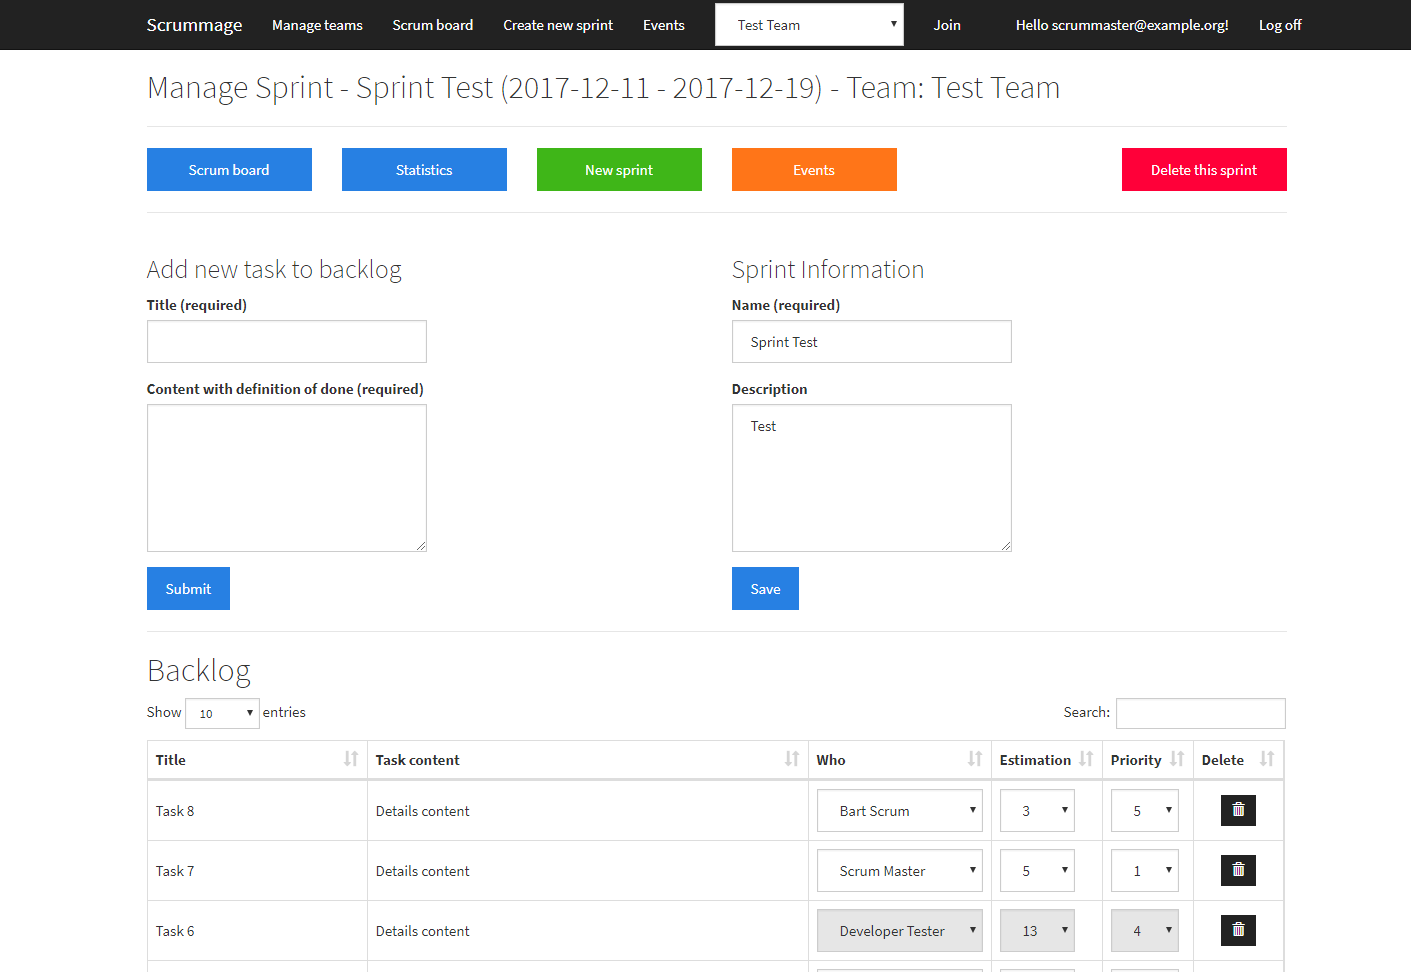 Scrummage Manage teams Scrum board Create new sprint Events Test Team Join Hello scrummaster@example.org! Log off
Manage Sprint - Sprint Test (2017-12-11 - 2017-12-19) - Team: Test Team
Scrum board Statistics New sprint Events Delete this sprint
Add new task to backlog
Title (required)
Content with definition of done (required)
Submit
Sprint Information
Name (required)
Sprint Test
Description
Test
Save
Backlog
Show 10 entries Search:
Title Task content Who Estimation Priority Delete
Task 8 Details content Bart Scrum 3 5
Task 7 Details content Scrum Master 5 1
Task 6 Details content Developer Tester 13 4